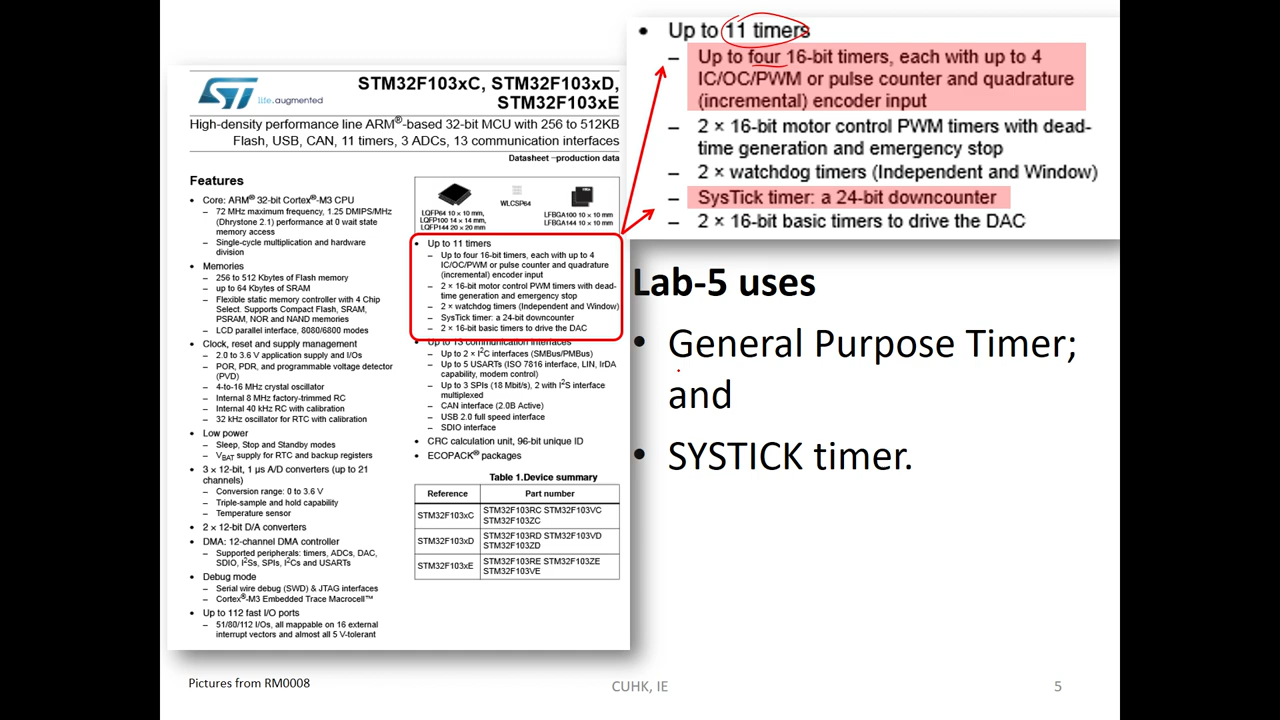 STM32F103xC, STM32F103xD,
STM32F103xE
life.augmented
High-density performance line ARM®-based 32-bit MCU with 256 to 512KB
Flash, USB, CAN, 11 timers, 3 ADCs, 13 communication interfaces
Datasheet −production data
Features
• Core: ARM® 32-bit Cortex®-M3 CPU
– 72 MHz maximum frequency, 1.25 DMIPS/MHz
(Dhrystone 2.1) performance at 0 wait state
memory access
– Single-cycle multiplication and hardware
division
• Memories
– 256 to 512 Kbytes of Flash memory
– up to 64 Kbytes of SRAM
– Flexible static memory controller with 4 Chip
Select. Supports Compact Flash, SRAM,
PSRAM, NOR and NAND memories
– LCD parallel interface, 8080/6800 modes
• Clock, reset and supply management
– 2.0 to 3.6 V application supply and I/Os
– POR, PDR, and programmable voltage detector
(PVD)
– 4-to-16 MHz crystal oscillator
– Internal 8 MHz factory-trimmed RC
– Internal 40 kHz RC with calibration
– 32 kHz oscillator for RTC with calibration
• Low power
– Sleep, Stop and Standby modes
– VBAT supply for RTC and backup registers
• 3 × 12-bit, 1 µs A/D converters (up to 21
channels)
– Conversion range: 0 to 3.6 V
– Triple-sample and hold capability
– Temperature sensor
• 2 × 12-bit D/A converters
• DMA: 12-channel DMA controller
– Supported peripherals: timers, ADCs, DAC,
SDIO, I2Ss, SPIs, I2Cs and USARTs
• Debug mode
– Serial wire debug (SWD) & JTAG interfaces
– Cortex®-M3 Embedded Trace Macrocell™
• Up to 112 fast I/O ports
– 51/80/112 I/Os, all mappable on 16 external
interrupt vectors and almost all 5 V-tolerant
LQFP64 10 × 10 mm,
LQFP100 14 × 14 mm,
LQFP144 20 × 20 mm
WLCSP64
LFBGA100 10 × 10 mm
LFBGA144 10 × 10 mm
• Up to 11 timers
– Up to four 16-bit timers, each with up to 4
IC/OC/PWM or pulse counter and quadrature
(incremental) encoder input
– 2 × 16-bit motor control PWM timers with dead-
time generation and emergency stop
– 2 × watchdog timers (Independent and Window)
– SysTick timer: a 24-bit downcounter
– 2 × 16-bit basic timers to drive the DAC
• Up to 13 communication interfaces
– Up to 2 × I2C interfaces (SMBus/PMBus)
– Up to 5 USARTs (ISO 7816 interface, LIN, IrDA
capability, modem control)
– Up to 3 SPIs (18 Mbit/s), 2 with I2S interface
multiplexed
– CAN interface (2.0B Active)
– USB 2.0 full speed interface
– SDIO interface
• CRC calculation unit, 96-bit unique ID
• ECOPACK® packages
Table 1.Device summary
Reference Part number
STM32F103xC STM32F103RC STM32F103VC
STM32F103ZC
STM32F103xD STM32F103RD STM32F103VD
STM32F103ZD
STM32F103xE STM32F103RE STM32F103ZE
STM32F103VE
• Up to 11 timers
– Up to four 16-bit timers, each with up to 4
IC/OC/PWM or pulse counter and quadrature
(incremental) encoder input
– 2 × 16-bit motor control PWM timers with dead-
time generation and emergency stop
– 2 × watchdog timers (Independent and Window)
– SysTick timer: a 24-bit downcounter
– 2 × 16-bit basic timers to drive the DAC
Lab-5 uses
• General Purpose Timer;
and
• SYSTICK timer.
Pictures from RM0008
CUHK, IE
5